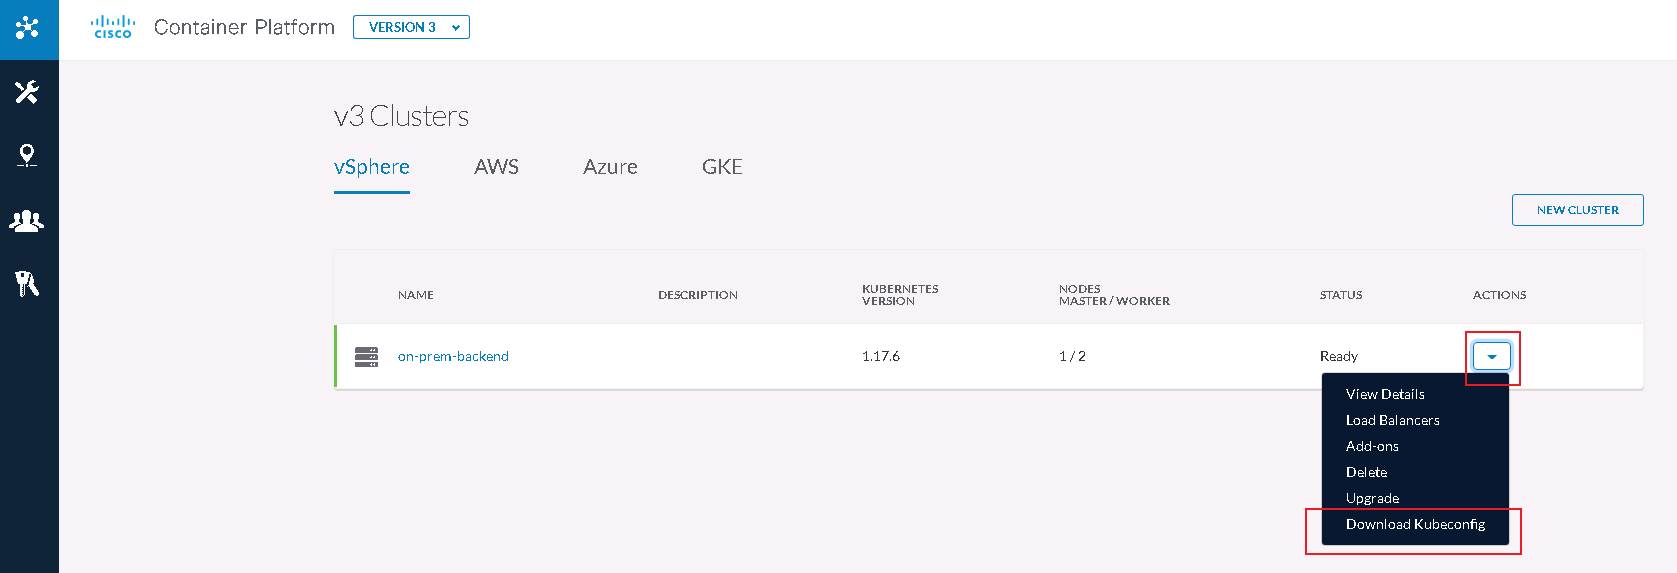 CISCO
Container Platform
VERSION 3
v3 Clusters
vSphere AWS Azure GKE
NEW CLUSTER
NAME DESCRIPTION KUBERNETES VERSION NODES MASTER / WORKER STATUS ACTIONS
on-prem-backend 1.17.6 1 / 2 Ready
View Details
Load Balancers
Add-ons
Delete
Upgrade
Download Kubeconfig